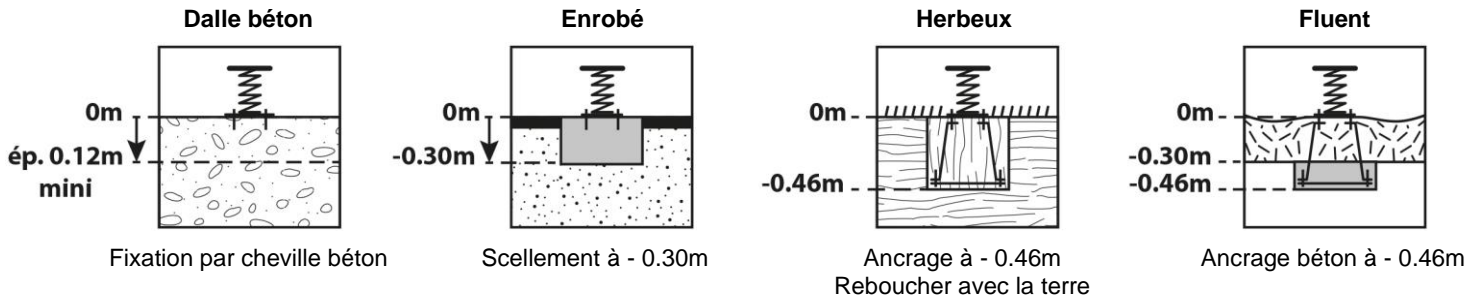 Dalle béton
0m
ép. 0.12m
mini
Fixation par cheville béton
Enrobé
0m
-0.30m
Scellement à - 0.30m
Herbeux
0m
-0.46m
Ancrage à - 0.46m
Reboucher avec la terre
Fluent
0m
-0.30m
-0.46m
Ancrage béton à - 0.46m